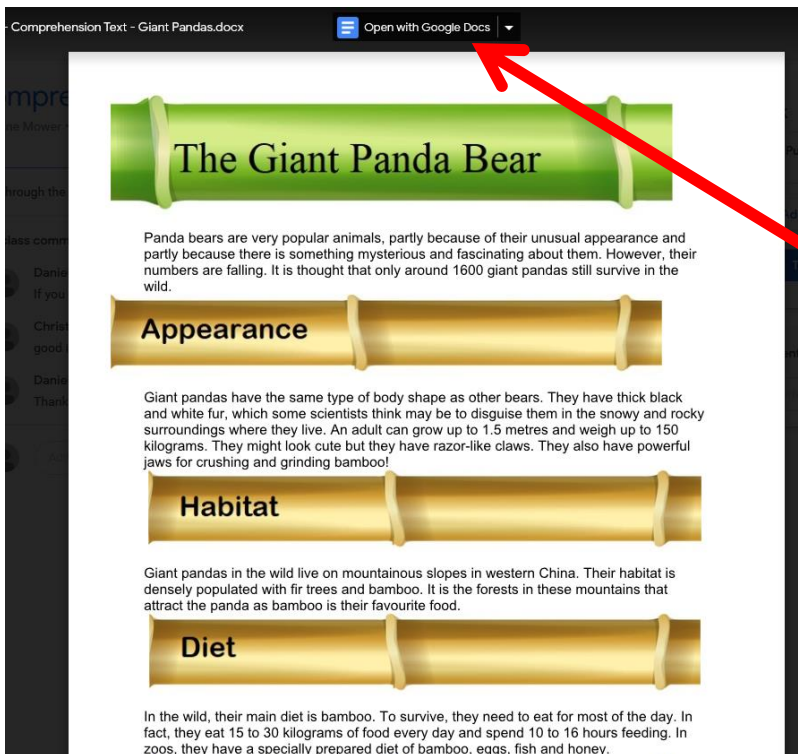 - Comprehension Text - Giant Pandas.docx
Open with Google Docs
The Giant Panda Bear
Panda bears are very popular animals, partly because of their unusual appearance and
partly because there is something mysterious and fascinating about them. However, their
numbers are falling. It is thought that only around 1600 giant pandas still survive in the
wild.
Appearance
Giant pandas have the same type of body shape as other bears. They have thick black
and white fur, which some scientists think may be to disguise them in the snowy and rocky
surroundings where they live. An adult can grow up to 1.5 metres and weigh up to 150
kilograms. They might look cute but they have razor-like claws. They also have powerful
jaws for crushing and grinding bamboo!
Habitat
Giant pandas in the wild live on mountainous slopes in western China. Their habitat is
densely populated with fir trees and bamboo. It is the forests in these mountains that
attract the panda as bamboo is their favourite food.
Diet
In the wild, their main diet is bamboo. To survive, they need to eat for most of the day. In
fact, they eat 15 to 30 kilograms of food every day and spend 10 to 16 hours feeding. In
zoos, they have a specially prepared diet of bamboo, eggs, fish and honey.
Mower
hrough the
If you
Thank